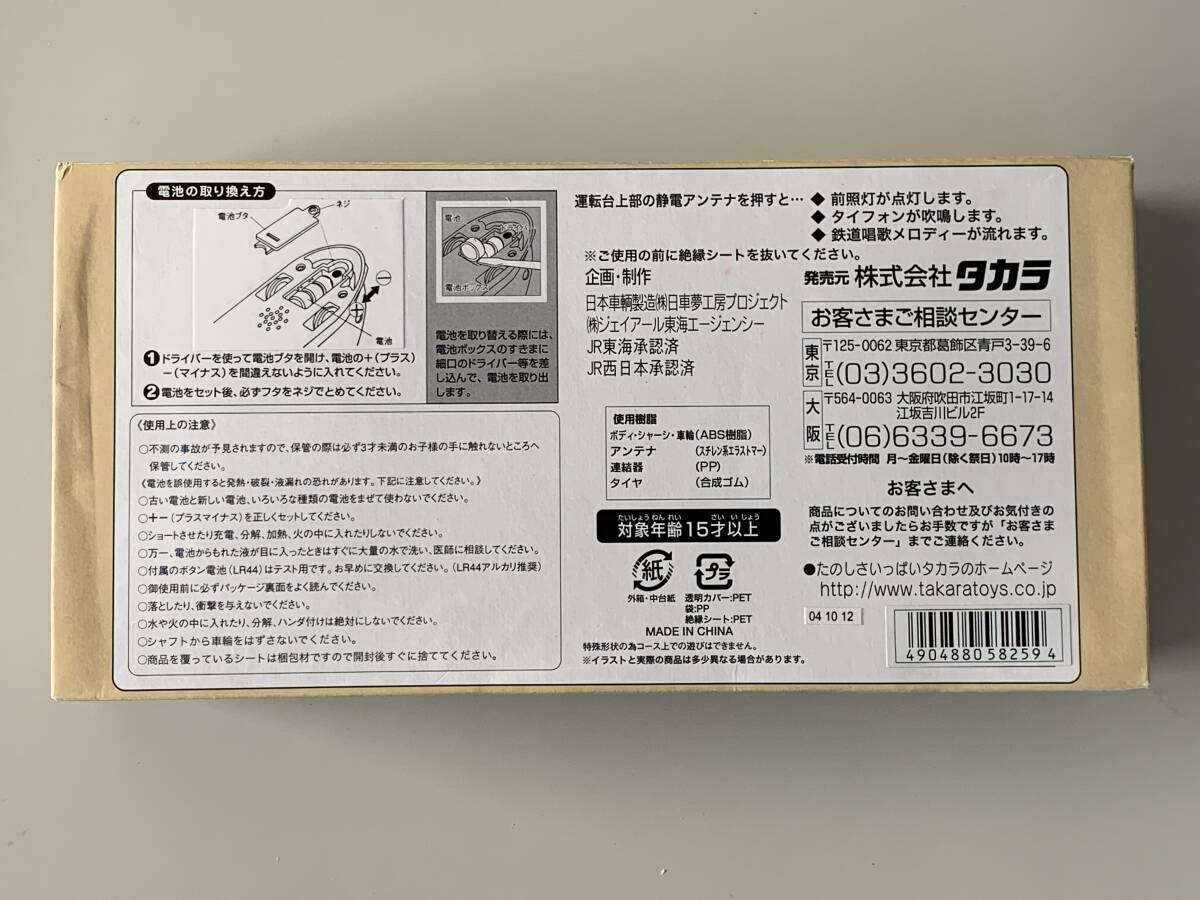 電池の取り換え方
電池ブタ
ネジ
電池
❶ドライバーを使って電池ブタを開け、電池の＋(プラス)
－(マイナス)を間違えないように入れてください。
❷電池をセット後、必ずフタをネジでとめてください。
電池
ドライバー
電池ボックス
電池を取り替える際には、
電池ボックスのすきまに
細口のドライバー等を差
し込んで、電池を取り出
します。
《使用上の注意》
○不測の事故が予見されますので、保管の際は必ず3才未満のお子様の手に触れないところへ
保管してください。
《電池を誤使用すると発熱・破裂・液漏れの恐れがあります。下記に注意してください。》
○古い電池と新しい電池、いろいろな種類の電池をまぜて使わないでください。
○＋－(プラスマイナス)を正しくセットしてください。
○ショートさせたり充電、分解、加熱、火の中に入れたりしないでください。
○万一、電池からもれた液が目に入ったときはすぐに大量の水で洗い、医師に相談してください。
○付属のボタン電池(LR44)はテスト用です。お早めに交換してください。(LR44アルカリ推奨)
○御使用前に必ずパッケージ裏面をよく読んでください。
○落としたり、衝撃を与えないでください。
○水や火の中に入れたり、分解、ハンダ付けは絶対にしないでください。
○シャフトから車輪をはずさないでください。
○商品を覆っているシートは梱包材ですので開封後すぐに捨ててください。
運転台上部の静電アンテナを押すと…
◆前照灯が点灯します。
◆タイフォンが吹鳴します。
◆鉄道唱歌メロディーが流れます。
※ご使用の前に絶縁シートを抜いてください。
企画・制作
日本車輌製造㈱日車夢工房プロジェクト
㈱ジェイアール東海エージェンシー
JR東海承認済
JR西日本承認済
使用樹脂
ボディ・シャーシ・車輪(ABS樹脂)
アンテナ (スチレン系エラストマー)
連結器 (PP)
タイヤ (合成ゴム)
たいしょうねんれい さい いじょう
対象年齢15才以上
紙
外箱・中台紙
プラ
透明カバー:PET
袋:PP
絶縁シート:PET
MADE IN CHINA
特殊形状の為コース上での遊びはできません。
※イラストと実際の商品は多少異なる場合があります。
発売元 株式会社タカラ
お客さまご相談センター
東京
〒125-0062 東京都葛飾区青戸3-39-6
TEL(03)3602-3030
大阪
〒564-0063 大阪府吹田市江坂町1-17-14
江坂吉川ビル2F
TEL(06)6339-6673
※電話受付時間 月〜金曜日(除く祭日)10時〜17時
お客さまへ
商品についてのお問い合わせ及びお気付きの
点がございましたらお手数ですが「お客さま
ご相談センター」までご連絡ください。
●たのしさいっぱいタカラのホームページ
http://www.takaratoys.co.jp
04 10 12
4904880582594